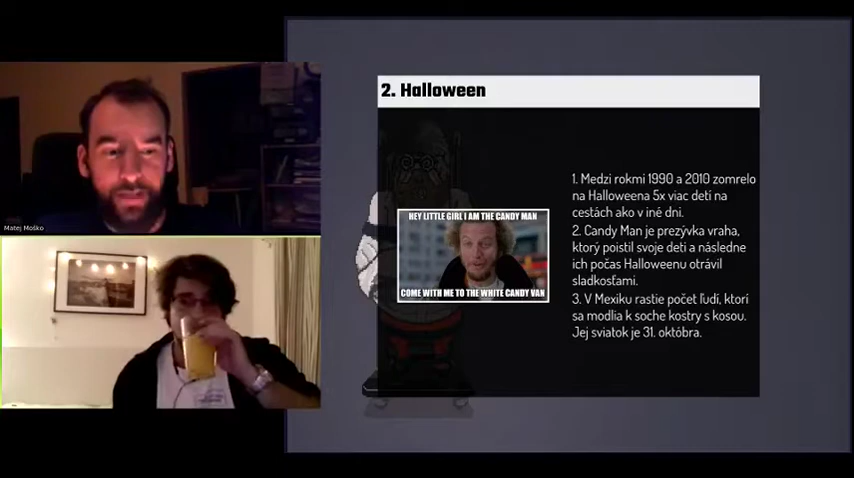 2. Halloween
Matej Moško
HEY LITTLE GIRL I AM THE CANDY MAN
COME WITH ME TO THE WHITE CANDY VAN
1. Medzi rokmi 1990 a 2010 zomrelo
na Halloweena 5x viac detí na
cestách ako v iné dni.
2. Candy Man je prezývka vraha,
ktorý poistil svoje deti a následne
ich počas Halloweenu otrávil
sladkosťami.
3. V Mexiku rastie počet ľudí, ktorí
sa modlia k soche kostry s kosou.
Jej sviatok je 31. októbra.